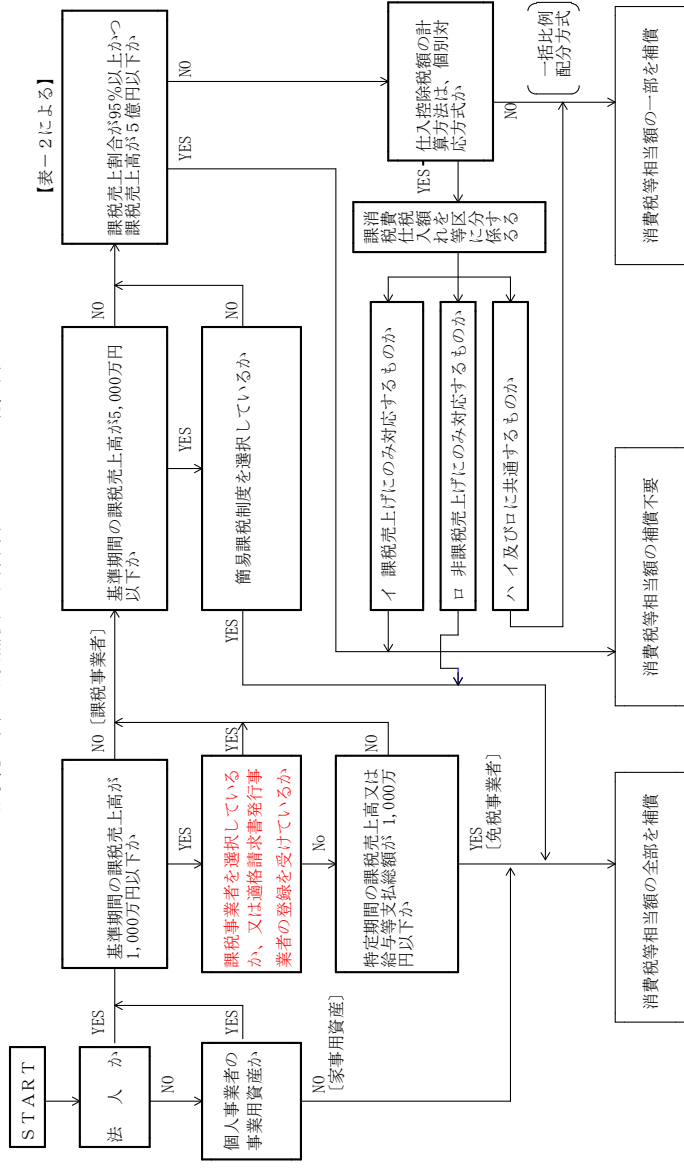 START
法人か
YES
NO
個人事業者の
事業用資産か
YES
NO
［家事用資産］
基準期間の課税売上高が
1,000万円以下か
NO
［課税事業者］
YES
課税事業者を選択している
か、又は適格請求書発行事
業者の登録を受けているか
YES
No
特定期間の課税売上高又は
給与等支払総額が 1,000万
円以下か
NO
YES
［免税事業者］
基準期間の課税売上高が5,000万円
以下か
NO
YES
簡易課税制度を選択しているか
NO
YES
【表－２による】
課税売上割合が95％以上かつ
課税売上高が５億円以下か
NO
YES
仕入控除税額の計
算方法は、個別対
応方式か
YES
NO
（一括比例
配分方式）
課税仕入れ等に係る
消費税額を区分する
イ 課税売上げにのみ対応するものか
ロ 非課税売上げにのみ対応するものか
ハ イ及びロに共通するものか
消費税等相当額の全部を補償
消費税等相当額の補償不要
消費税等相当額の一部を補償